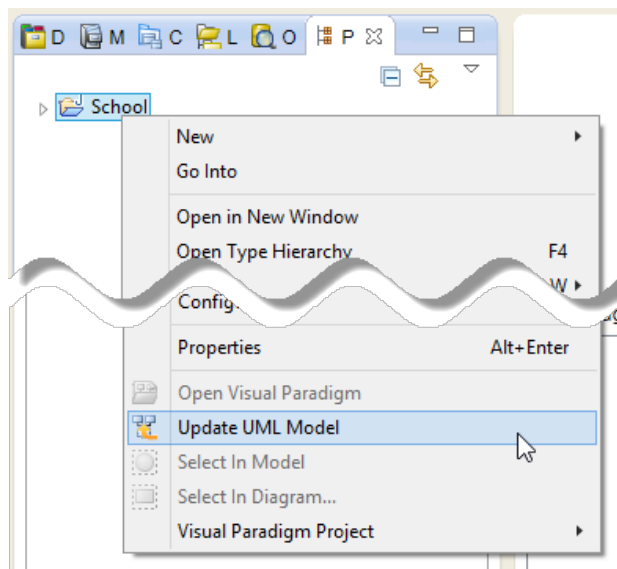 D M C L O P
School
New
Go Into
Open in New Window
Open Type Hierarchy F4
W
Config
Properties Alt+Enter
Open Visual Paradigm
Update UML Model
Select In Model
Select In Diagram...
Visual Paradigm Project